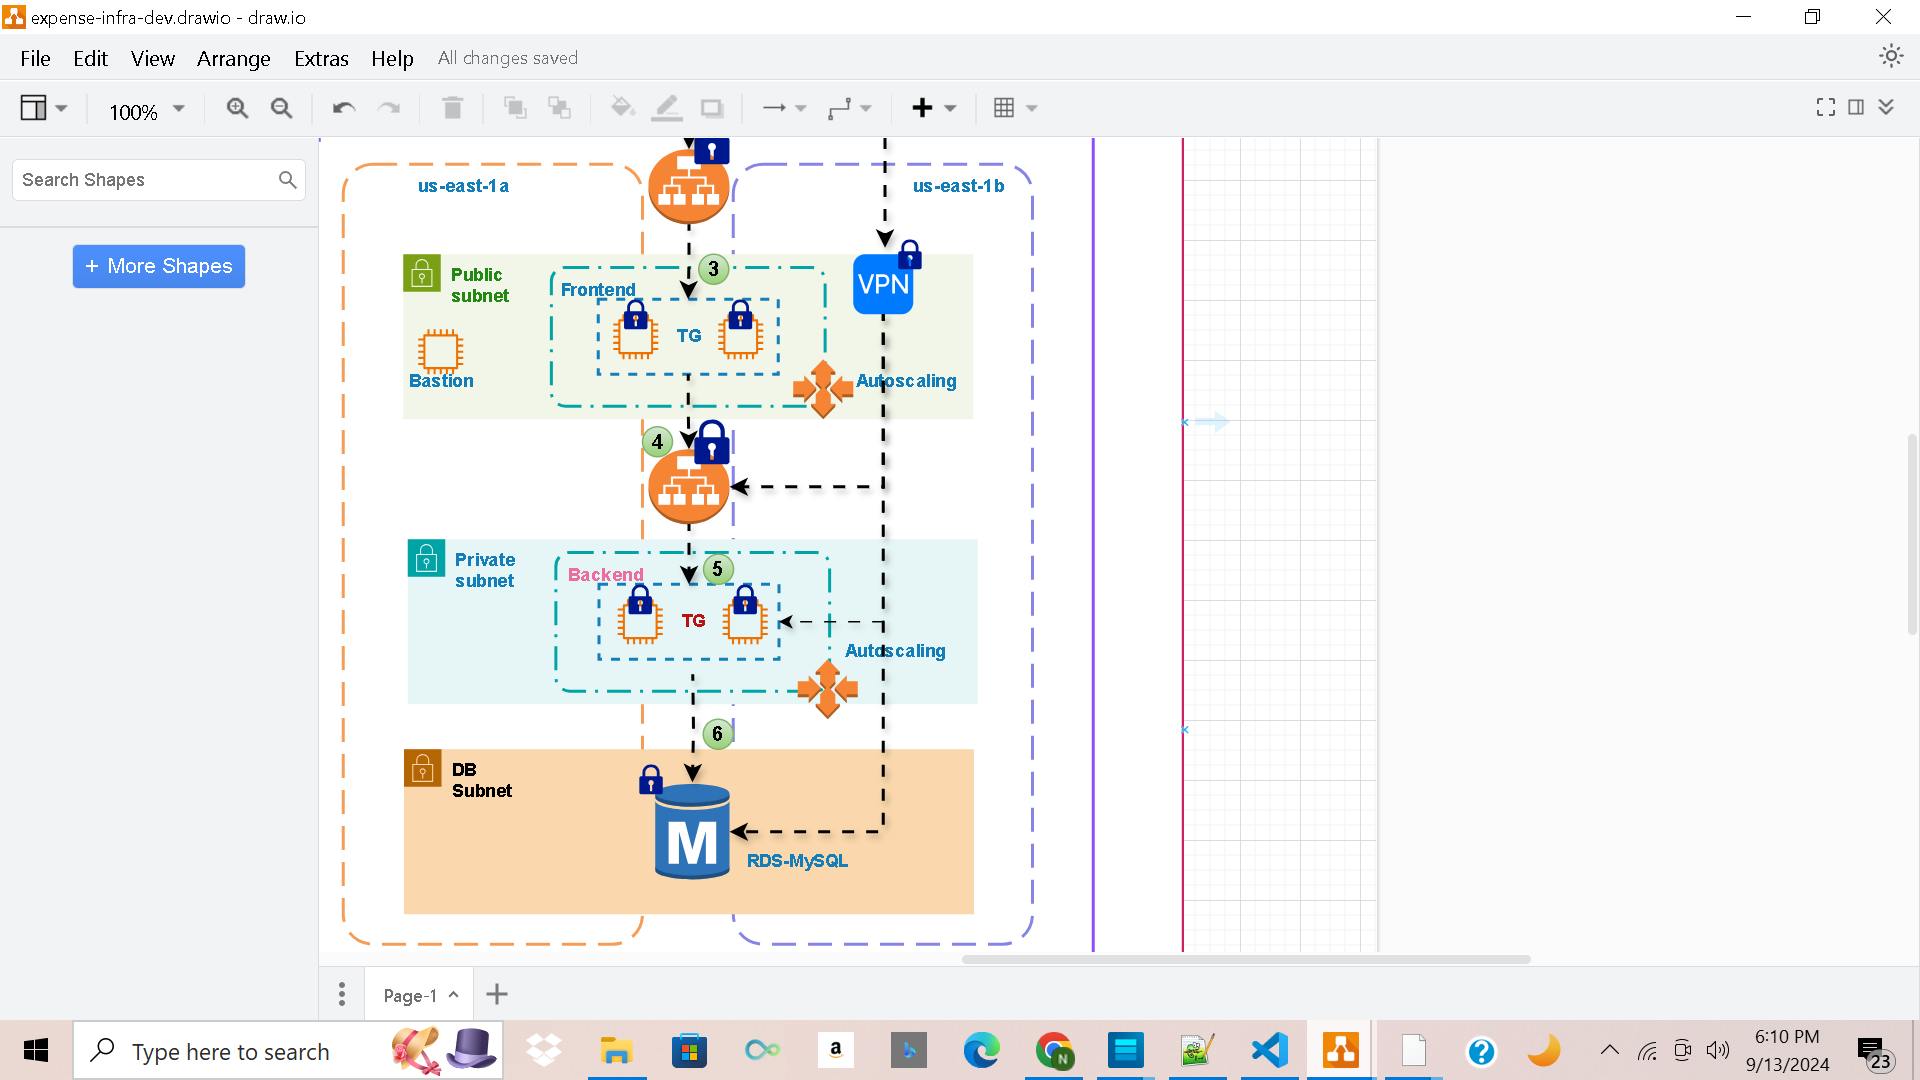 expense-infra-dev.drawio - draw.io
File Edit View Arrange Extras Help All changes saved
100%
Search Shapes
+ More Shapes
us-east-1a
us-east-1b
Public
subnet
3
VPN
Frontend
TG
Bastion
Autoscaling
4
Private
subnet
5
Backend
TG
Autoscaling
6
DB
Subnet
M
RDS-MySQL
Page-1
Type here to search
a
b
N
?
6:10 PM
9/13/2024
23